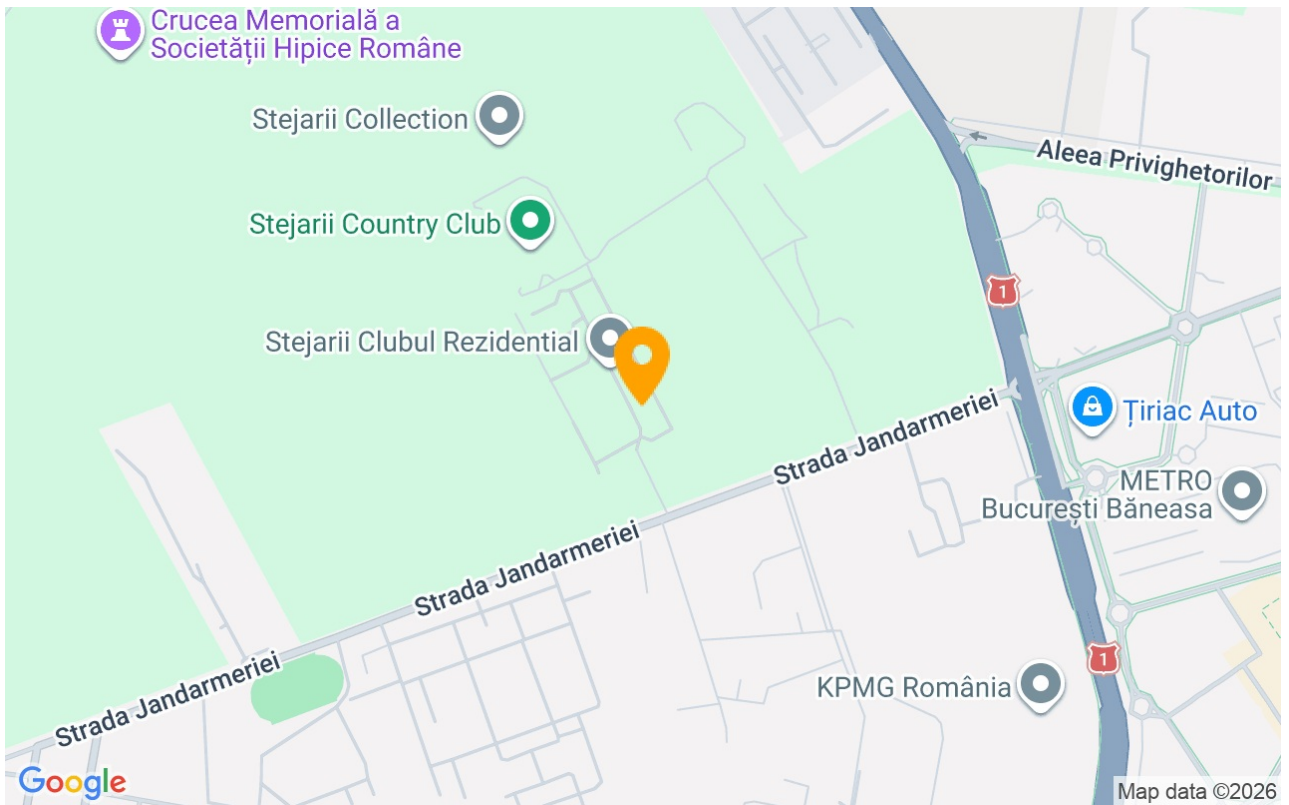 Crucea Memorială a
Societății Hipice Române
Stejarii Collection
Aleea Privighetorilor
Stejarii Country Club
1
Stejarii Clubul Rezidential
Țiriac Auto
Strada Jandarmeriei
METRO
București Băneasa
Strada Jandarmeriei
Strada Jandarmeriei
1
KPMG România
Google
Map data ©2026